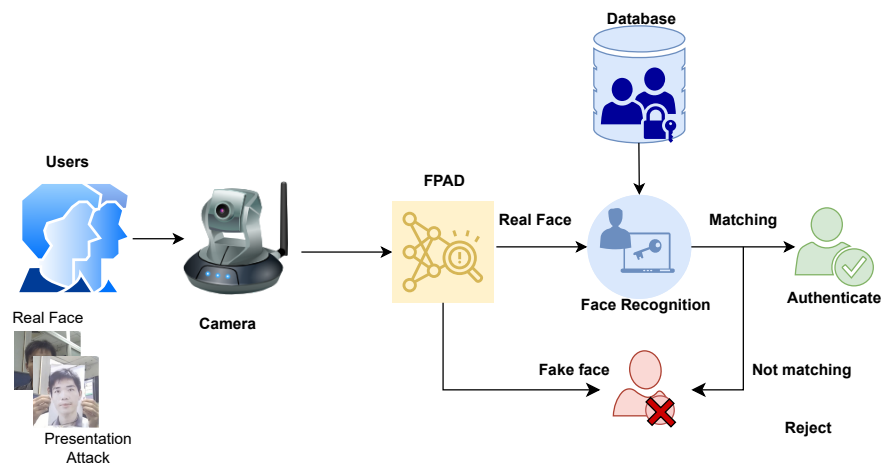 Database
Users
FPAD
Real Face
Matching
Camera
Face Recognition
Authenticate
Real Face
Fake face
Not matching
Reject
Presentation
Attack